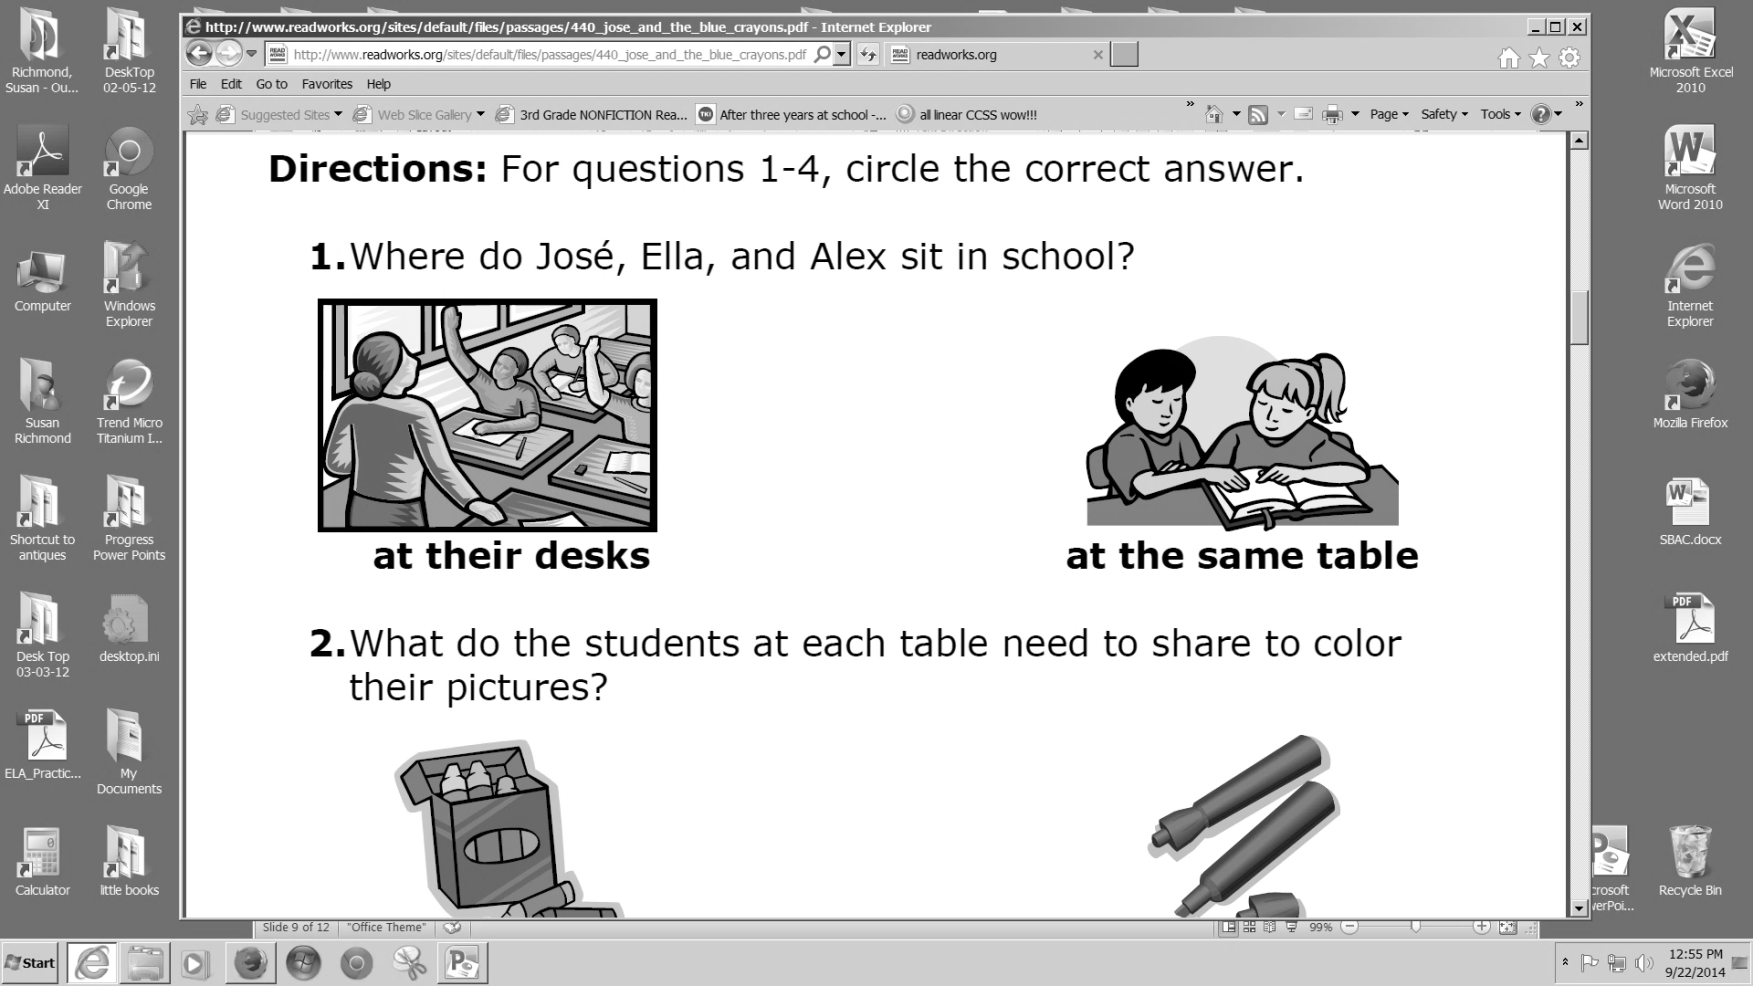 http://www.readworks.org/sites/default/files/passages/440_jose_and_the_blue_crayons.pdf - Internet Explorer
http://www.readworks.org/sites/default/files/passages/440_jose_and_the_blue_crayons.pdf
readworks.org
File Edit Go to Favorites Help
Suggested Sites Web Slice Gallery 3rd Grade NONFICTION Rea... After three years at school -... all linear CCSS wow!!! Page Safety Tools
Directions: For questions 1-4, circle the correct answer.
1. Where do José, Ella, and Alex sit in school?
at their desks
at the same table
2. What do the students at each table need to share to color
their pictures?
Richmond,
Susan - Ou...
DeskTop
02-05-12
Adobe Reader
XI
Google
Chrome
Computer
Windows
Explorer
Susan
Richmond
Trend Micro
Titanium I...
Shortcut to
antiques
Progress
Power Points
Desk Top
03-03-12
desktop.ini
PDF
ELA_Practic...
My
Documents
Calculator
little books
Microsoft Excel
2010
Microsoft
Word 2010
Internet
Explorer
Mozilla Firefox
SBAC.docx
PDF
extended.pdf
crosoft
werPoi...
Recycle Bin
Slide 9 of 12 "Office Theme" 99%
Start
12:55 PM
9/22/2014